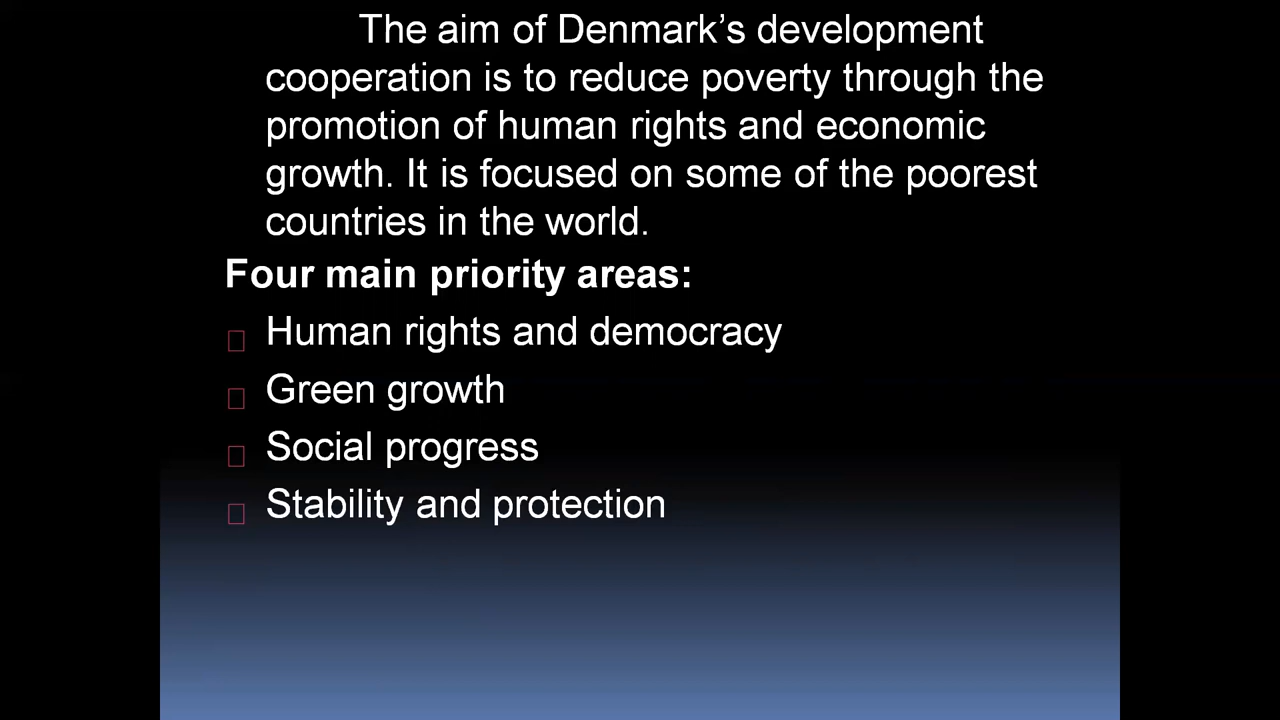 The aim of Denmark’s development
cooperation is to reduce poverty through the
promotion of human rights and economic
growth. It is focused on some of the poorest
countries in the world.
Four main priority areas:
Human rights and democracy
Green growth
Social progress
Stability and protection